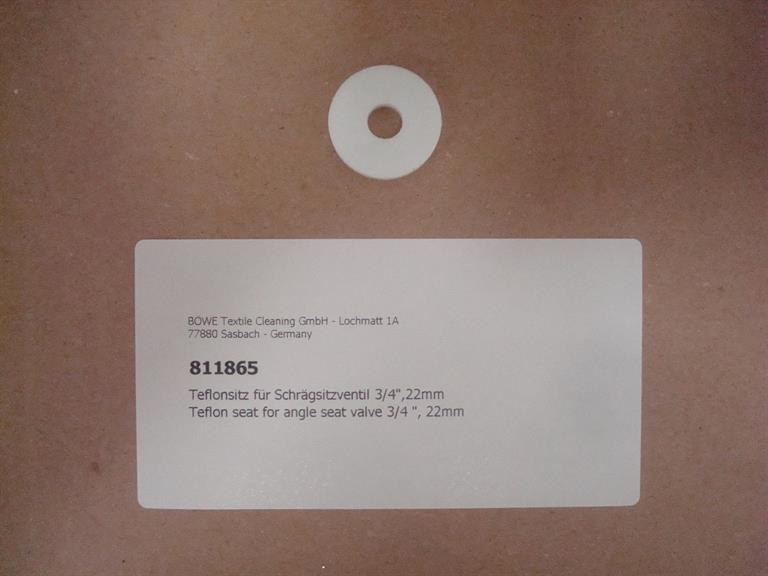 BÖWE Textile Cleaning GmbH - Lochmatt 1A
77880 Sasbach - Germany
811865
Teflonsitz für Schrägsitzventil 3/4",22mm
Teflon seat for angle seat valve 3/4 ", 22mm